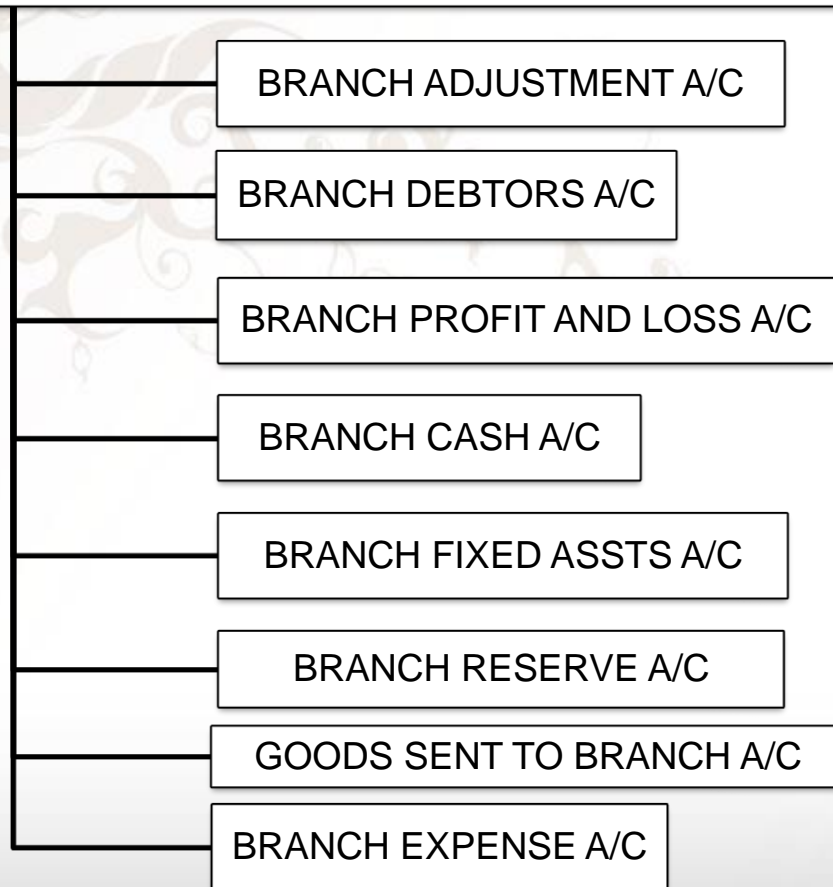 BRANCH ADJUSTMENT A/C
BRANCH DEBTORS A/C
BRANCH PROFIT AND LOSS A/C
BRANCH CASH A/C
BRANCH FIXED ASSTS A/C
BRANCH RESERVE A/C
GOODS SENT TO BRANCH A/C
BRANCH EXPENSE A/C